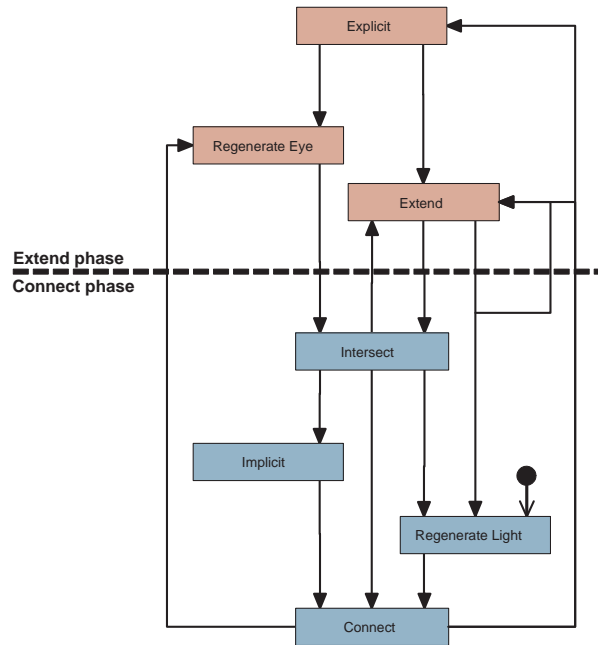 Explicit
Regenerate Eye
Extend
Extend phase
Connect phase
Intersect
Implicit
Regenerate Light
Connect